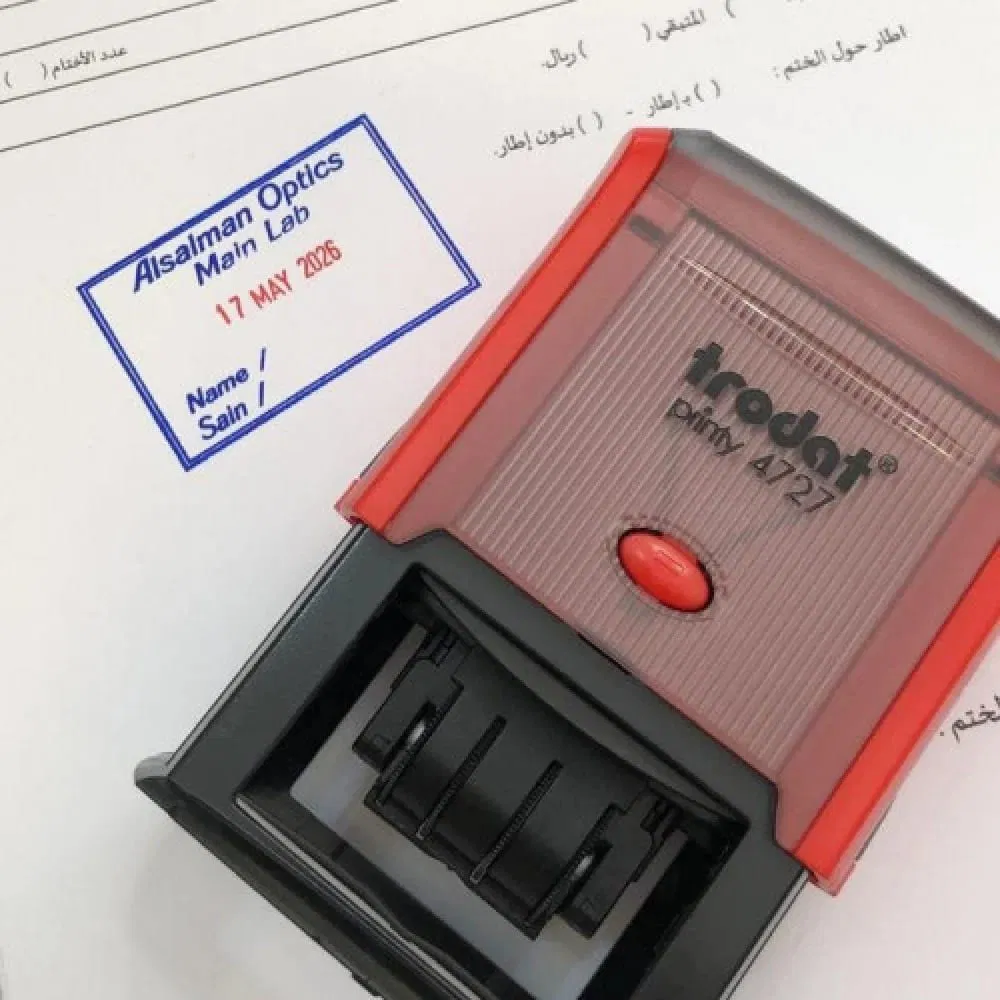 عدد الأختام ( )
( ) المتبقي ( ) ريال.
اطار حول الختم : ( ) بـإطار - ( ) بدون إطار.
Alsalman Optics
Main Lab
17 MAY 2026
Name /
Sain /
trodat®
printy 4727
الختم .